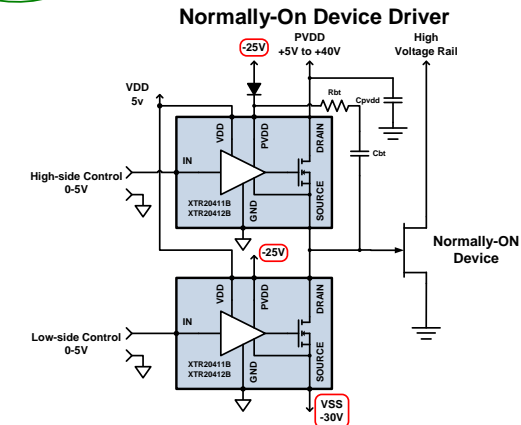 Normally-On Device Driver
-25V
PVDD
+5V to +40V
High
Voltage Rail
VDD
5v
Rbt
Cpvdd
Cbt
VDD
PVDD
DRAIN
IN
High-side Control
0-5V
XTR20411B
XTR20412B
GND
SOURCE
Normally-ON
Device
-25V
VDD
PVDD
DRAIN
IN
Low-side Control
0-5V
XTR20411B
XTR20412B
GND
SOURCE
VSS
-30V